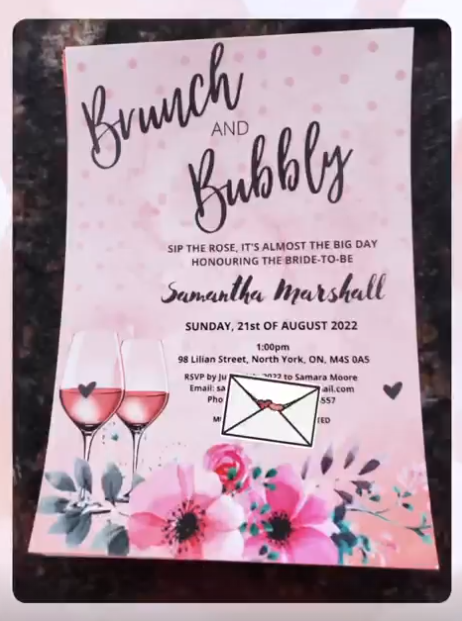 Brunch
AND
Bubbly
SIP THE ROSE, IT'S ALMOST THE BIG DAY
HONOURING THE BRIDE-TO-BE
Samantha Marshall
SUNDAY, 21ST OF AUGUST 2022
1:00pm
98 Lilian Street, North York, ON, M4S 0A5
RSVP by 2022 to Samara Moore
Email:
557